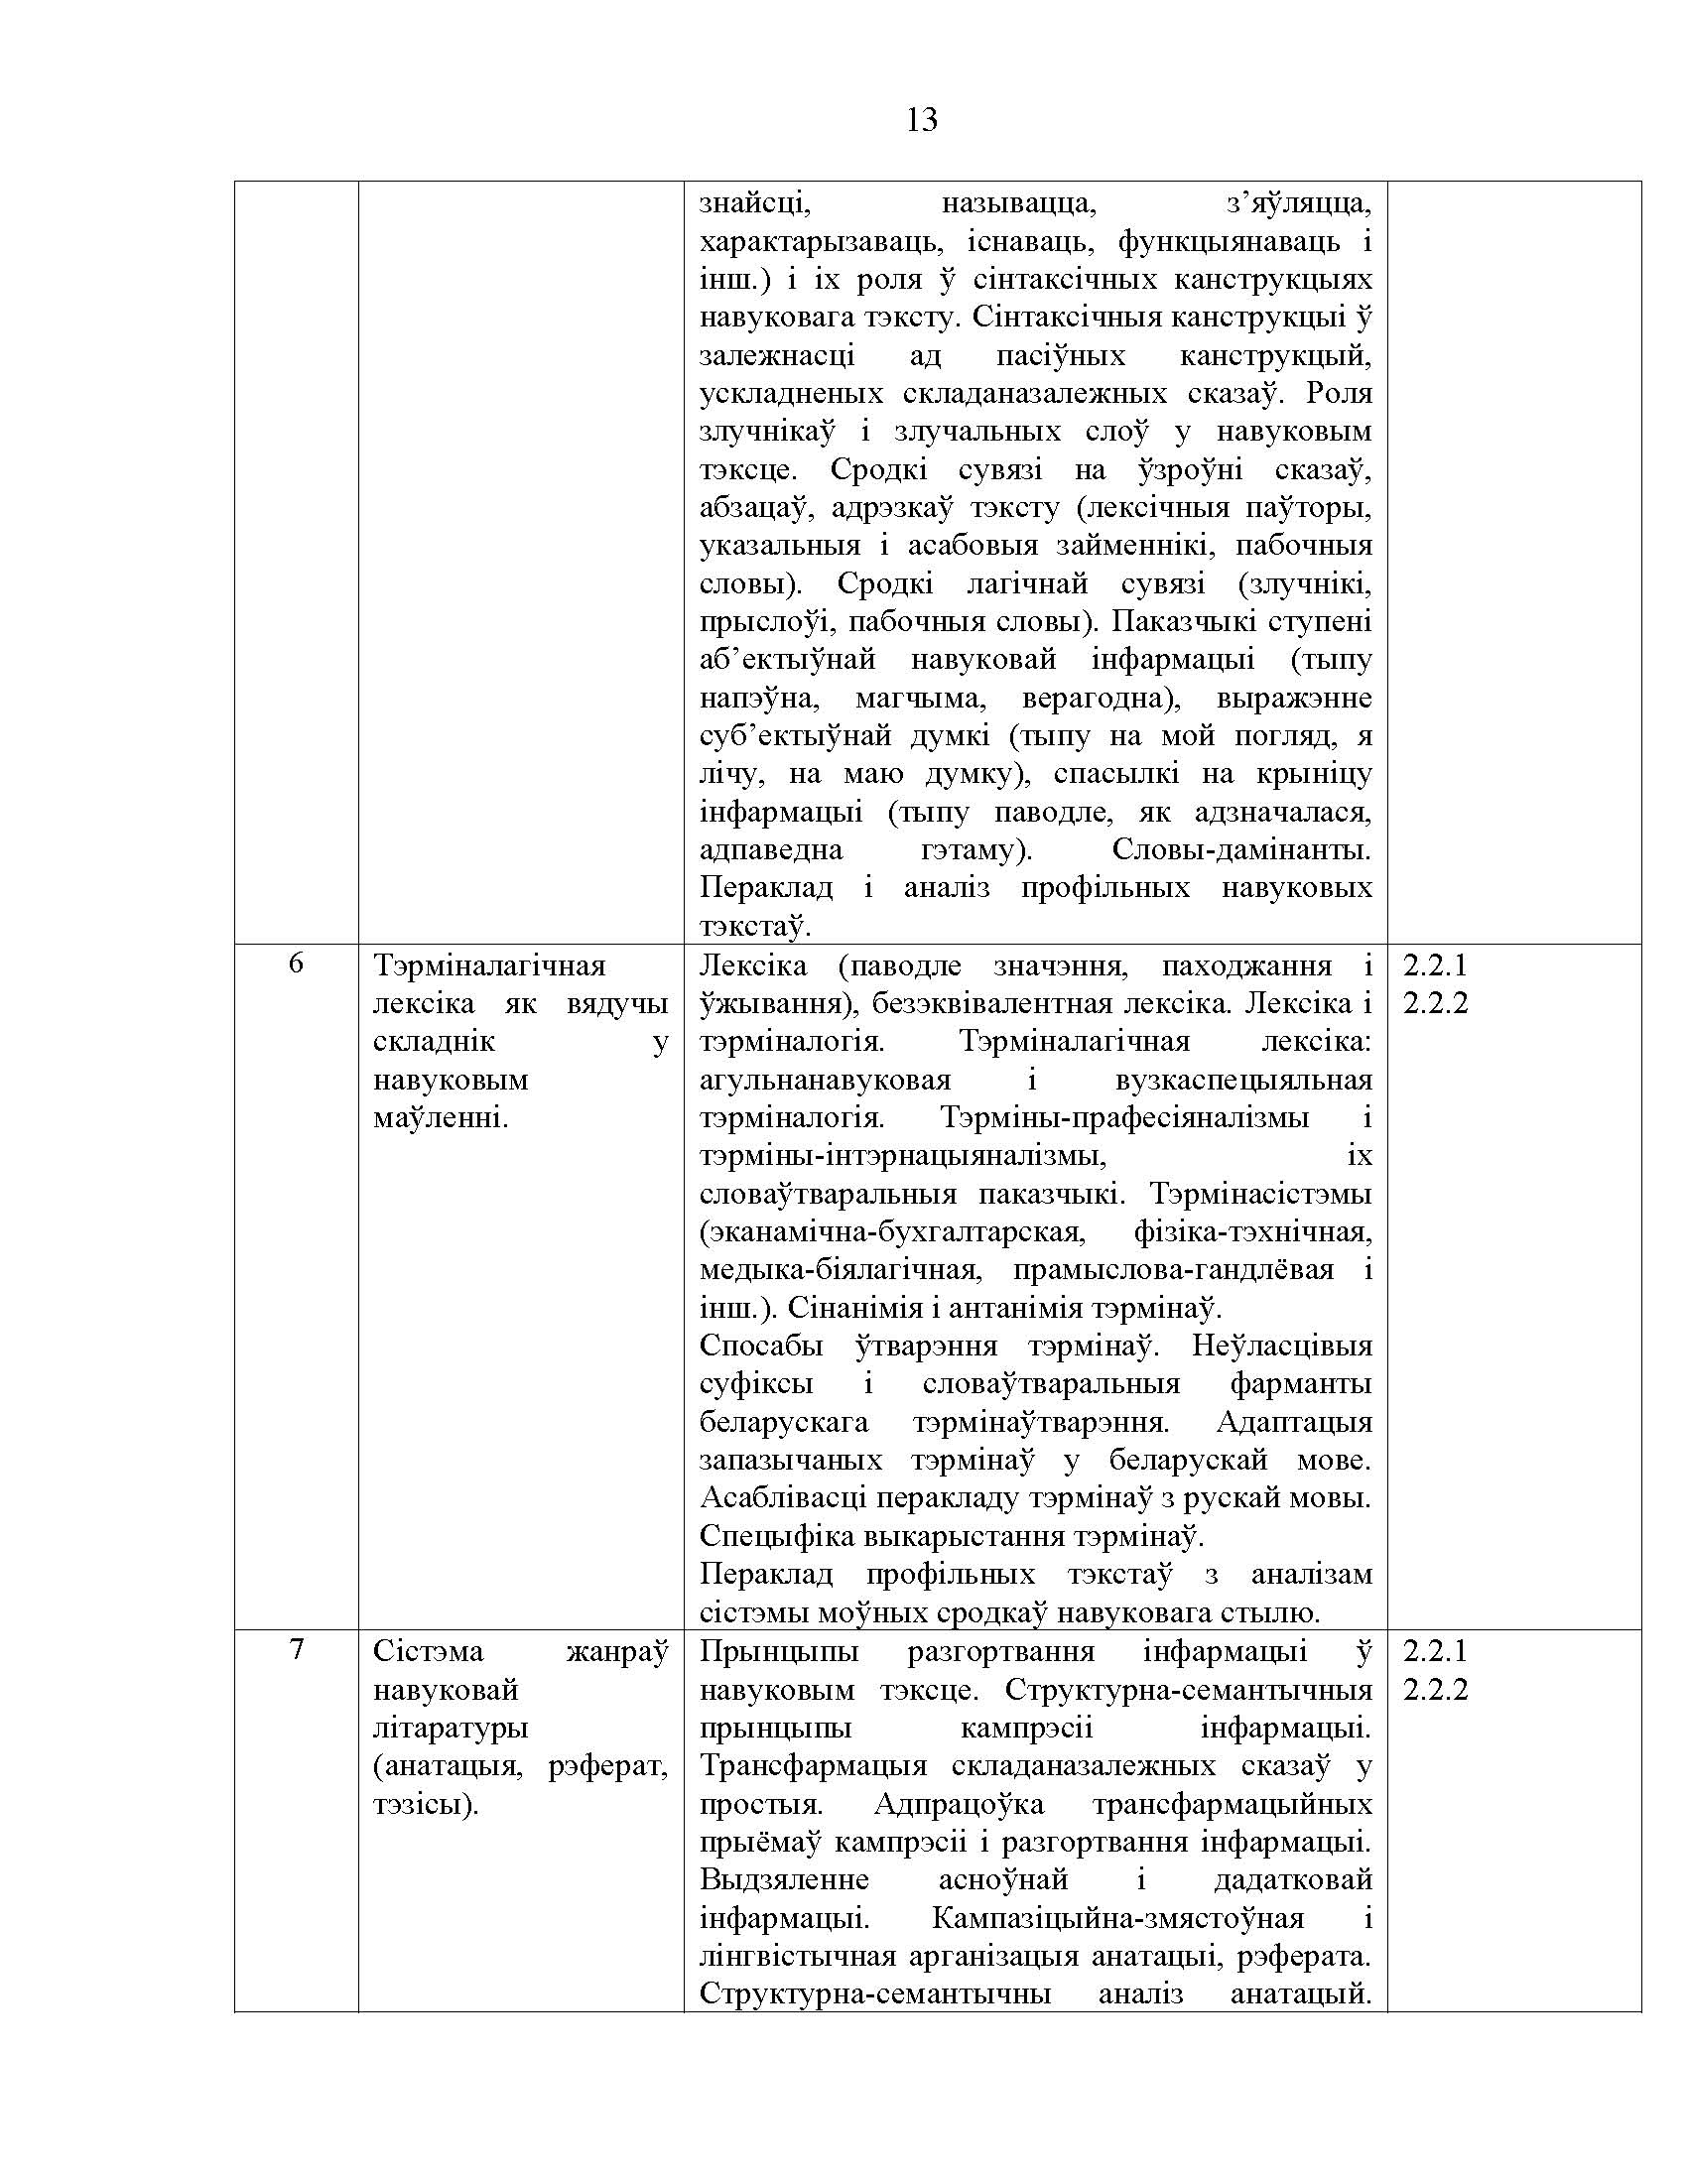 13
знайсці, называцца, з’яўляцца,
характарызаваць, існаваць, функцыянаваць і
інш.) і іх роля ў сінтаксічных канструкцыях
навуковага тэксту. Сінтаксічныя канструкцыі ў
залежнасці ад пасіўных канструкцый,
ускладненых складаназалежных сказаў. Роля
злучнікаў і злучальных слоў у навуковым
тэксце. Сродкі сувязі на ўзроўні сказаў,
абзацаў, адрэзкаў тэксту (лексічныя паўторы,
указальныя і асабовыя займеннікі, пабочныя
словы). Сродкі лагічнай сувязі (злучнікі,
прыслоўі, пабочныя словы). Паказчыкі ступені
аб’ектыўнай навуковай інфармацыі (тыпу
напэўна, магчыма, верагодна), выражэнне
суб’ектыўнай думкі (тыпу на мой погляд, я
лічу, на маю думку), спасылкі на крыніцу
інфармацыі (тыпу паводле, як адзначалася,
адпаведна гэтаму). Словы-дамінанты.
Пераклад і аналіз профільных навуковых
тэкстаў.
6
Тэрміналагічная
лексіка як вядучы
складнік у
навуковым
маўленні.
Лексіка (паводле значэння, паходжання і
ўжывання), безэквівалентная лексіка. Лексіка і
тэрміналогія. Тэрміналагічная лексіка:
агульнанавуковая і вузкаспецыяльная
тэрміналогія. Тэрміны-прафесіяналізмы і
тэрміны-інтэрнацыяналізмы, іх
словаўтваральныя паказчыкі. Тэрмінасістэмы
(эканамічна-бухгалтарская, фізіка-тэхнічная,
медыка-біялагічная, прамыслова-гандлёвая і
інш.). Сінанімія і антанімія тэрмінаў.
Спосабы ўтварэння тэрмінаў. Неўласцівыя
суфіксы і словаўтваральныя фарманты
беларускага тэрмінаўтварэння. Адаптацыя
запазычаных тэрмінаў у беларускай мове.
Асаблівасці перакладу тэрмінаў з рускай мовы.
Спецыфіка выкарыстання тэрмінаў.
Пераклад профільных тэкстаў з аналізам
сістэмы моўных сродкаў навуковага стылю.
2.2.1
2.2.2
7
Сістэма жанраў
навуковай
літаратуры
(анатацыя, рэферат,
тэзісы).
Прынцыпы разгортвання інфармацыі ў
навуковым тэксце. Структурна-семантычныя
прынцыпы кампрэсіі інфармацыі.
Трансфармацыя складаназалежных сказаў у
простыя. Адпрацоўка трансфармацыйных
прыёмаў кампрэсіі і разгортвання інфармацыі.
Выдзяленне асноўнай і дадатковай
інфармацыі. Кампазіцыйна-змястоўная і
лінгвістычная арганізацыя анатацыі, рэферата.
Структурна-семантычны аналіз анатацый.
2.2.1
2.2.2